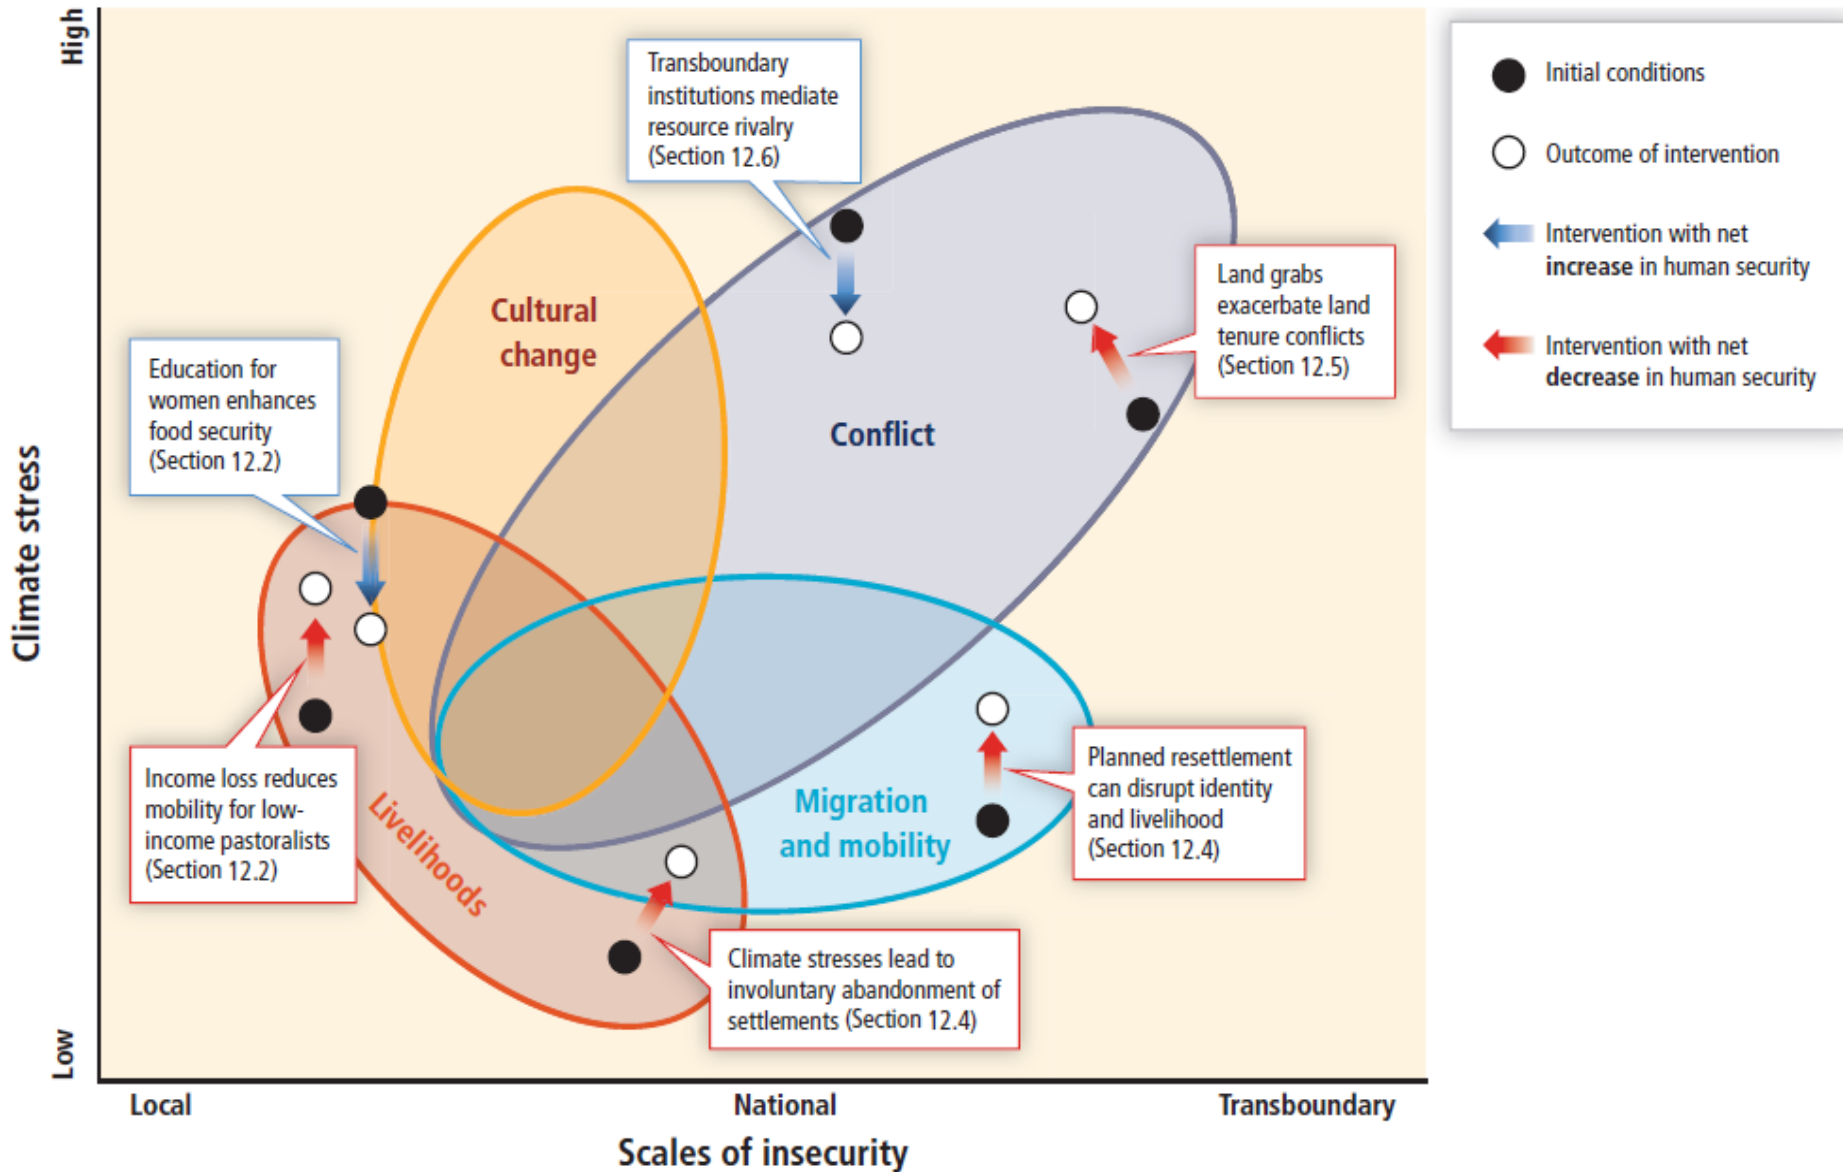 High
Climate stress
Low
Local
National
Transboundary
Scales of insecurity
Transboundary
institutions mediate
resource rivalry
(Section 12.6)
Cultural
change
Education for
women enhances
food security
(Section 12.2)
Conflict
Land grabs
exacerbate land
tenure conflicts
(Section 12.5)
Income loss reduces
mobility for low-
income pastoralists
(Section 12.2)
Livelihoods
Migration
and mobility
Planned resettlement
can disrupt identity
and livelihood
(Section 12.4)
Climate stresses lead to
involuntary abandonment of
settlements (Section 12.4)
Initial conditions
Outcome of intervention
Intervention with net
increase in human security
Intervention with net
decrease in human security